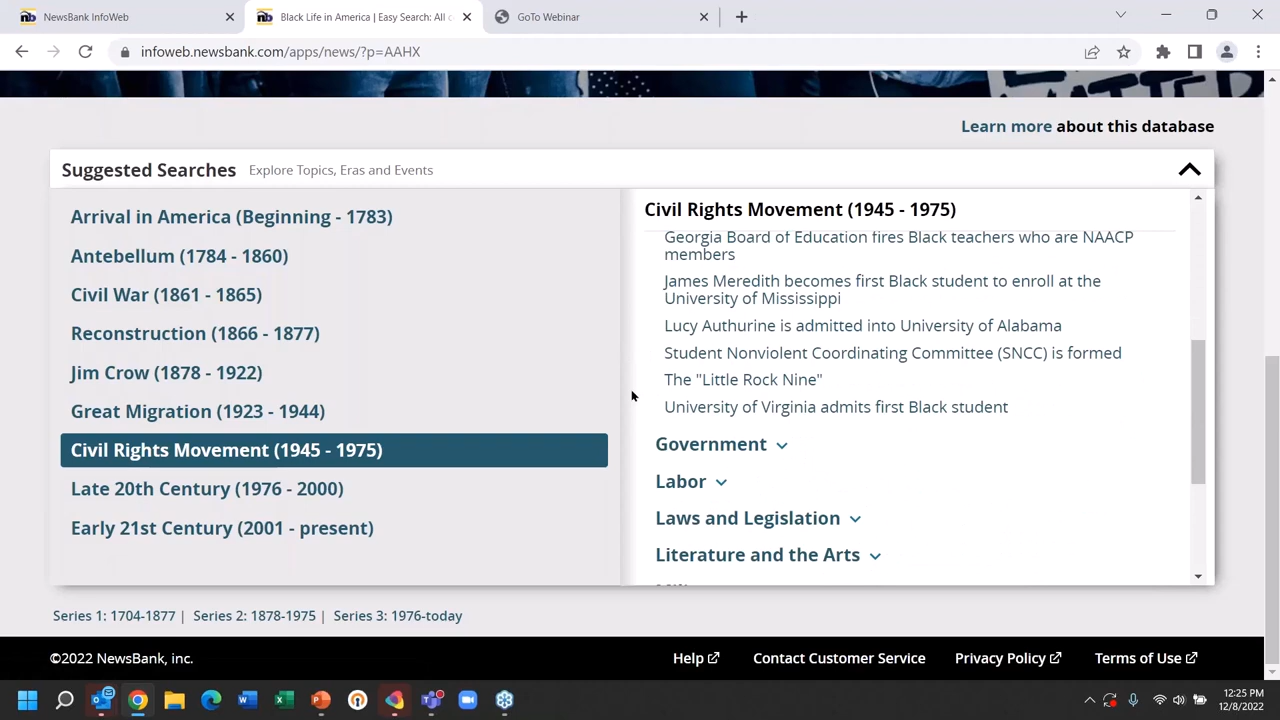 NewsBank InfoWeb
Black Life in America | Easy Search: All c
GoTo Webinar
infoweb.newsbank.com/apps/news/?p=AAHX
Learn more about this database
Suggested Searches Explore Topics, Eras and Events
Arrival in America (Beginning - 1783)
Antebellum (1784 - 1860)
Civil War (1861 - 1865)
Reconstruction (1866 - 1877)
Jim Crow (1878 - 1922)
Great Migration (1923 - 1944)
Civil Rights Movement (1945 - 1975)
Late 20th Century (1976 - 2000)
Early 21st Century (2001 - present)
Civil Rights Movement (1945 - 1975)
Georgia Board of Education fires Black teachers who are NAACP
members
James Meredith becomes first Black student to enroll at the
University of Mississippi
Lucy Authurine is admitted into University of Alabama
Student Nonviolent Coordinating Committee (SNCC) is formed
The "Little Rock Nine"
University of Virginia admits first Black student
Government
Labor
Laws and Legislation
Literature and the Arts
Series 1: 1704-1877 | Series 2: 1878-1975 | Series 3: 1976-today
©2022 NewsBank, inc.
Help Contact Customer Service Privacy Policy Terms of Use
12:25 PM
12/8/2022